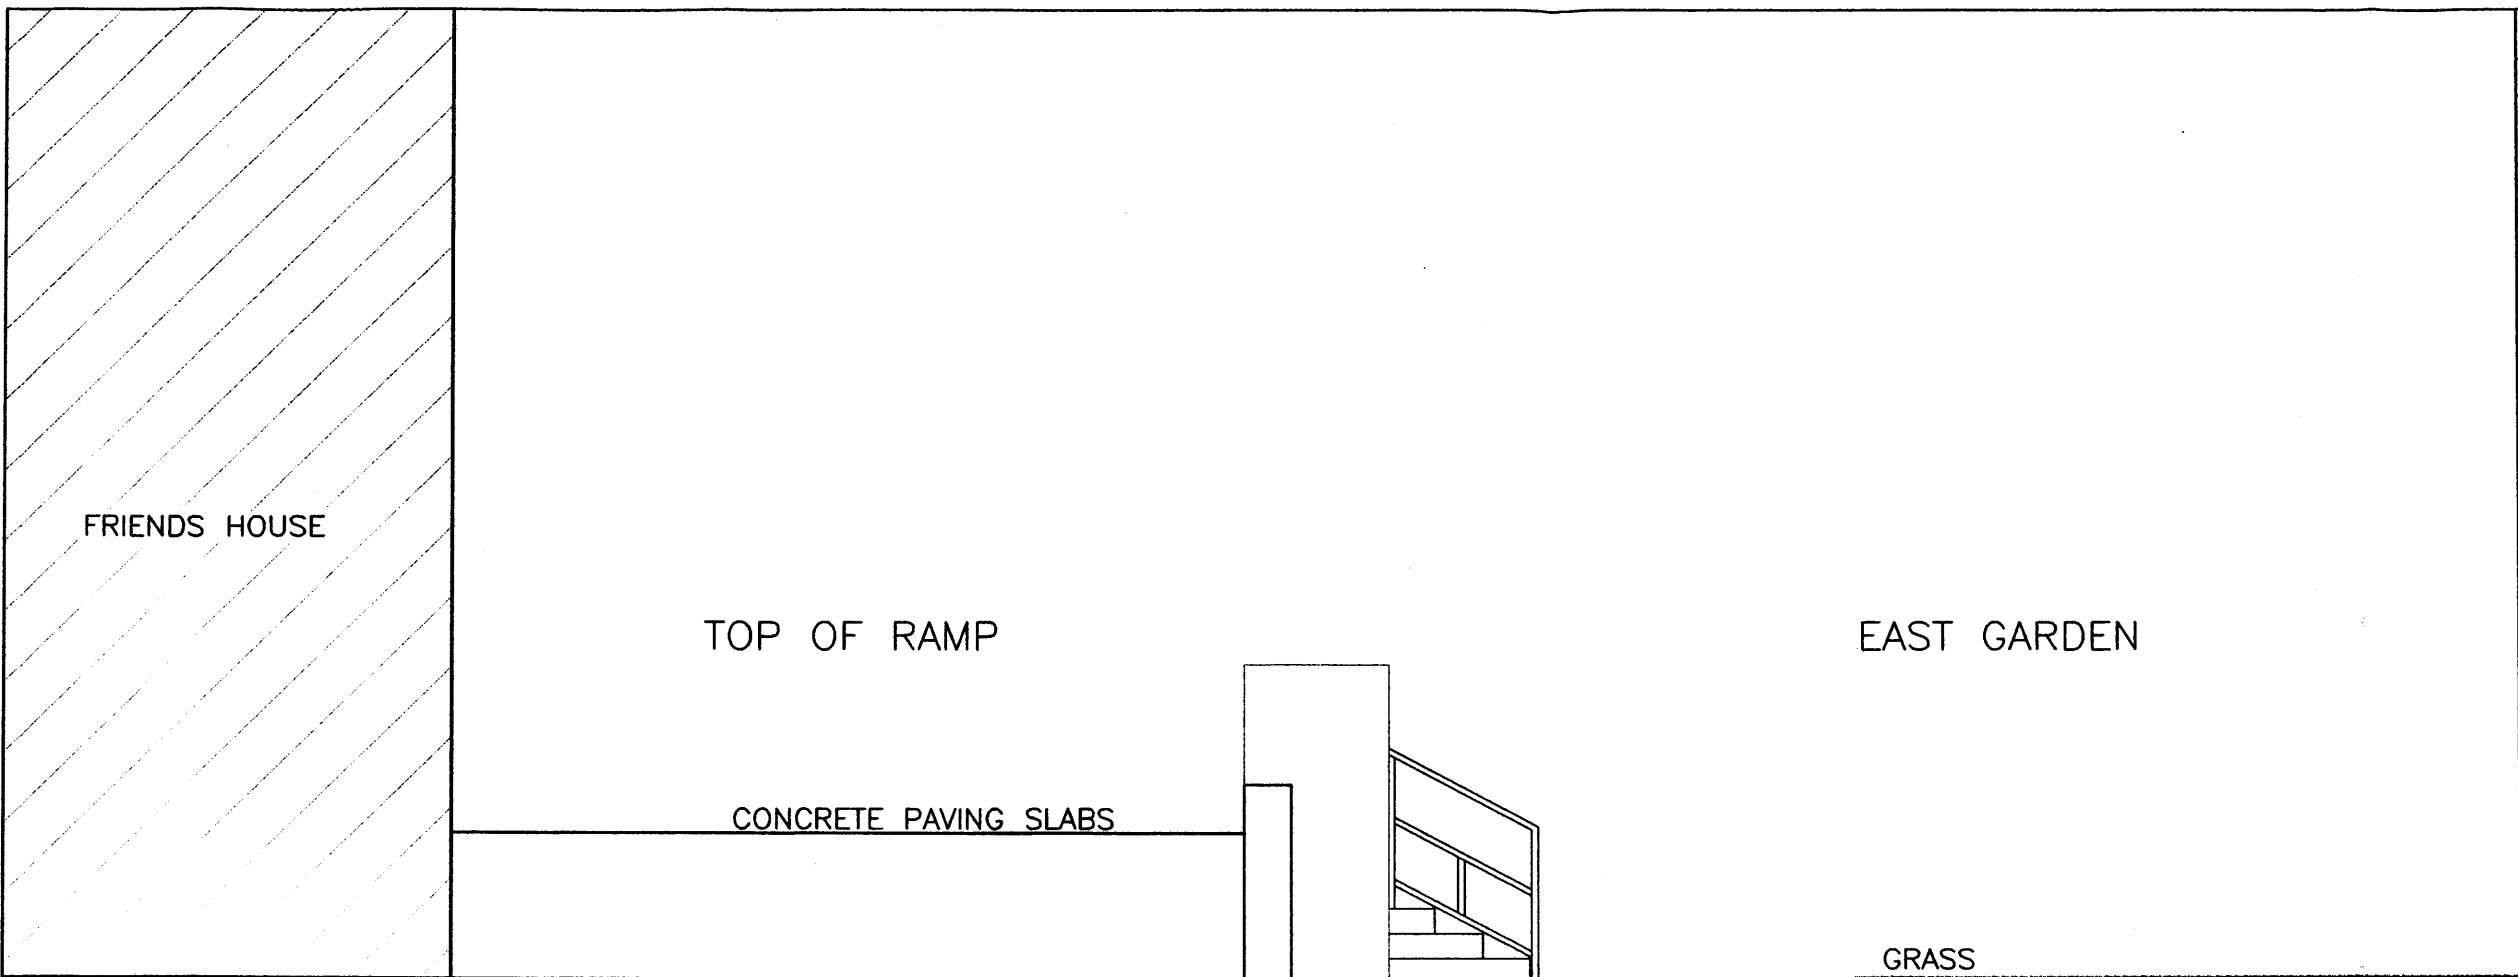 FRIENDS HOUSE
TOP OF RAMP
EAST GARDEN
CONCRETE PAVING SLABS
GRASS